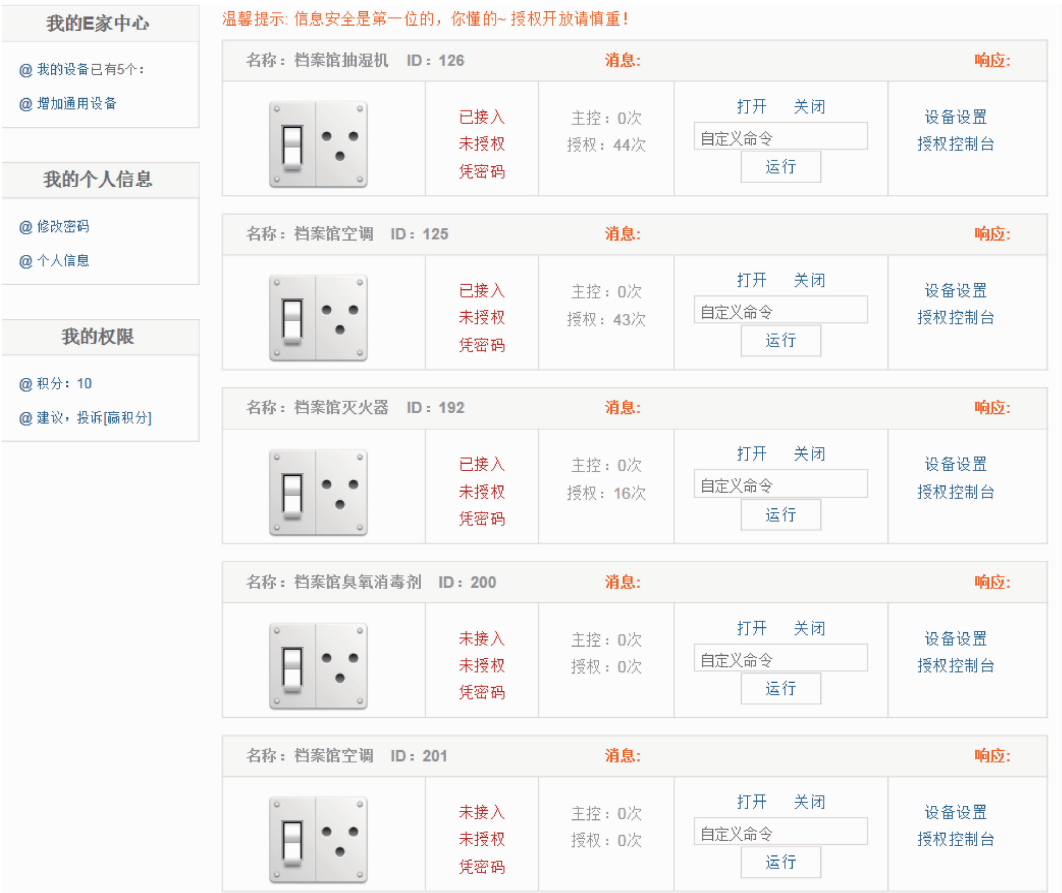 我的E家中心
@ 我的设备已有5个:
@ 增加通用设备
我的个人信息
@ 修改密码
@ 个人信息
我的权限
@ 积分: 10
@ 建议，投诉[赢积分]
温馨提示: 信息安全是第一位的，你懂的~ 授权开放请慎重!
名称：档案馆抽湿机 ID：126 消息: 响应:
已接入
未授权
凭密码
主控：0次
授权：44次
打开 关闭
自定义命令
运行
设备设置
授权控制台
名称：档案馆空调 ID：125 消息: 响应:
已接入
未授权
凭密码
主控：0次
授权：43次
打开 关闭
自定义命令
运行
设备设置
授权控制台
名称：档案馆灭火器 ID：192 消息: 响应:
已接入
未授权
凭密码
主控：0次
授权：16次
打开 关闭
自定义命令
运行
设备设置
授权控制台
名称：档案馆臭氧消毒剂 ID：200 消息: 响应:
未接入
未授权
凭密码
主控：0次
授权：0次
打开 关闭
自定义命令
运行
设备设置
授权控制台
名称：档案馆空调 ID：201 消息: 响应:
未接入
未授权
凭密码
主控：0次
授权：0次
打开 关闭
自定义命令
运行
设备设置
授权控制台